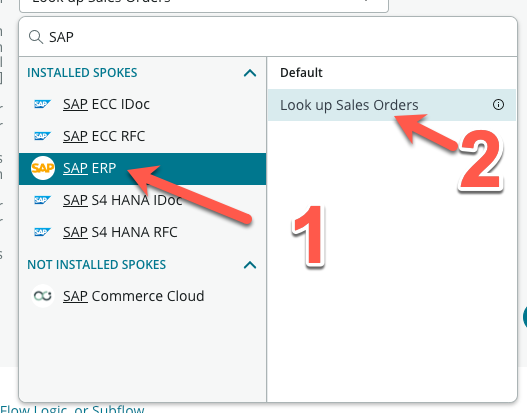 Look up Sales Orders
SAP
INSTALLED SPOKES
SAP ECC IDoc
SAP ECC RFC
SAP SAP ERP
SAP S4 HANA IDoc
SAP S4 HANA RFC
NOT INSTALLED SPOKES
SAP Commerce Cloud
Default
Look up Sales Orders
1
2
Flow Logic, or Subflow